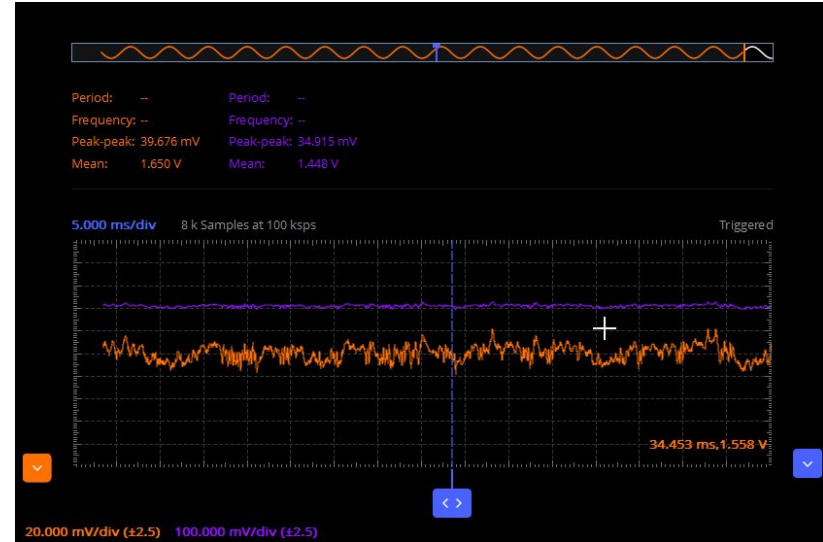 Period: -- Period: --
Frequency: -- Frequency: --
Peak-peak: 39.676 mV Peak-peak: 34.915 mV
Mean: 1.650 V Mean: 1.448 V
5.000 ms/div 8 k Samples at 100 ksps Triggered
34.453 ms,1.558 V
20.000 mV/div (±2.5) 100.000 mV/div (±2.5)